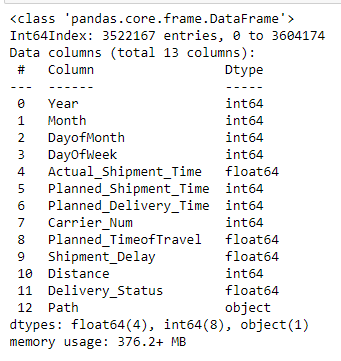 <class 'pandas.core.frame.DataFrame'>
Int64Index: 3522167 entries, 0 to 3604174
Data columns (total 13 columns):
 #   Column                 Dtype
---  ------                 -----
 0   Year                   int64
 1   Month                  int64
 2   DayofMonth             int64
 3   DayOfWeek              int64
 4   Actual_Shipment_Time   float64
 5   Planned_Shipment_Time  int64
 6   Planned_Delivery_Time  int64
 7   Carrier_Num            int64
 8   Planned_TimeofTravel   float64
 9   Shipment_Delay         float64
 10  Distance               int64
 11  Delivery_Status        float64
 12  Path                   object
dtypes: float64(4), int64(8), object(1)
memory usage: 376.2+ MB